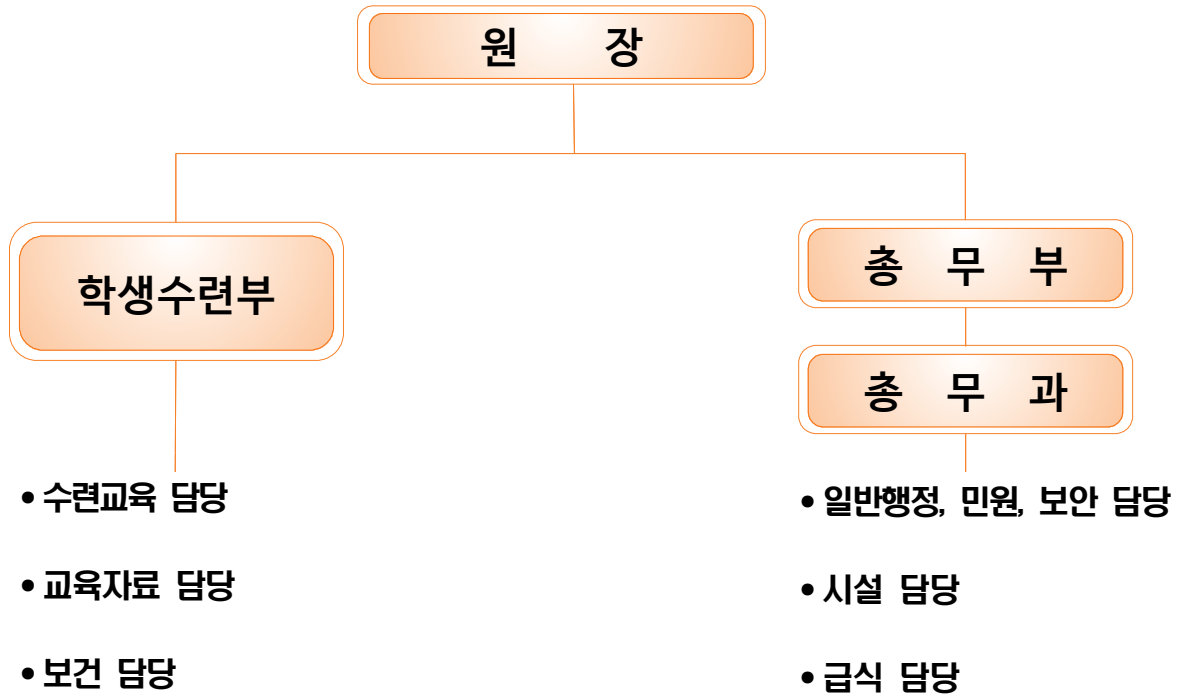 원 장
학생수련부
총 무 부
총 무 과
• 수련교육 담당
• 교육자료 담당
• 보건 담당
• 일반행정, 민원, 보안 담당
• 시설 담당
• 급식 담당